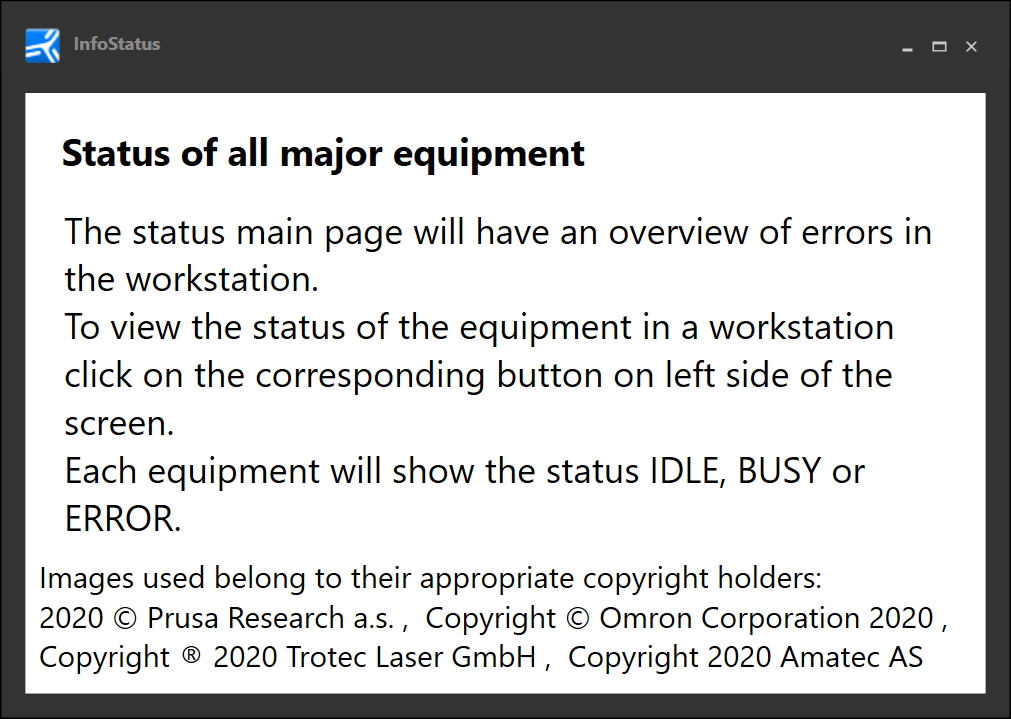 InfoStatus
Status of all major equipment
The status main page will have an overview of errors in
the workstation.
To view the status of the equipment in a workstation
click on the corresponding button on left side of the
screen.
Each equipment will show the status IDLE, BUSY or
ERROR.
Images used belong to their appropriate copyright holders:
2020 © Prusa Research a.s. ,  Copyright © Omron Corporation 2020 ,
Copyright ® 2020 Trotec Laser GmbH ,  Copyright 2020 Amatec AS